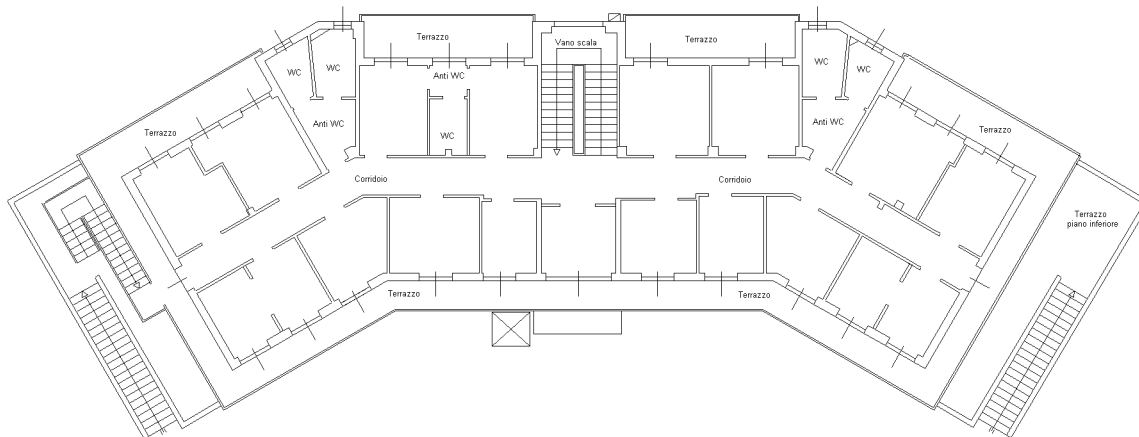 Terrazzo
Terrazzo
Vano scala
WC
WC
Anti WC
WC
WC
Anti WC
WC
Anti WC
Terrazzo
Terrazzo
Corridoio
Corridoio
Terrazzo
piano inferiore
Terrazzo
Terrazzo